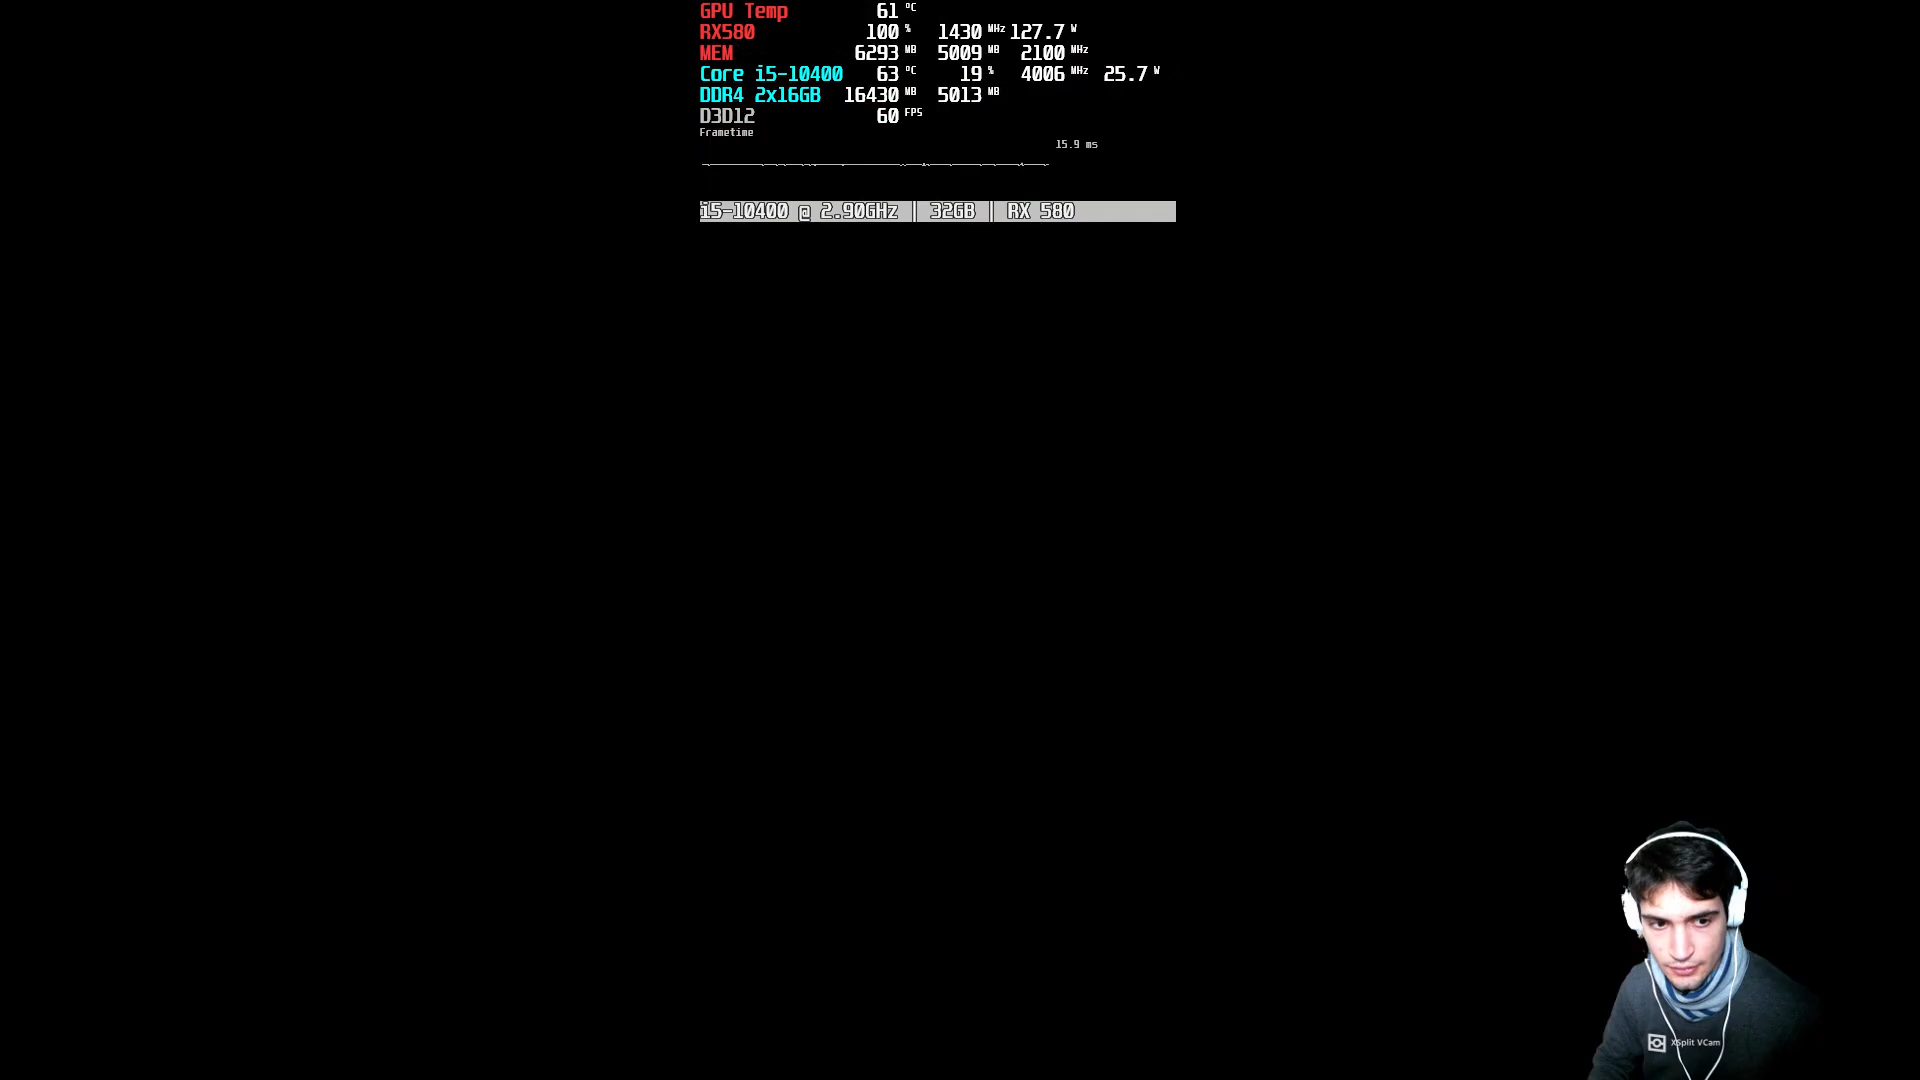 GPU Temp 61 °C
RX580 100 % 1430 MHz 127.7 W
MEM 6293 MB 5009 MB 2100 MHz
Core i5-10400 63 °C 19 % 4006 MHz 25.7 W
DDR4 2x16GB 16430 MB 5013 MB
D3D12 60 FPS
Frametime
15.9 ms
i5-10400 @ 2.90GHz | 32GB | RX 580
XSplit VCam